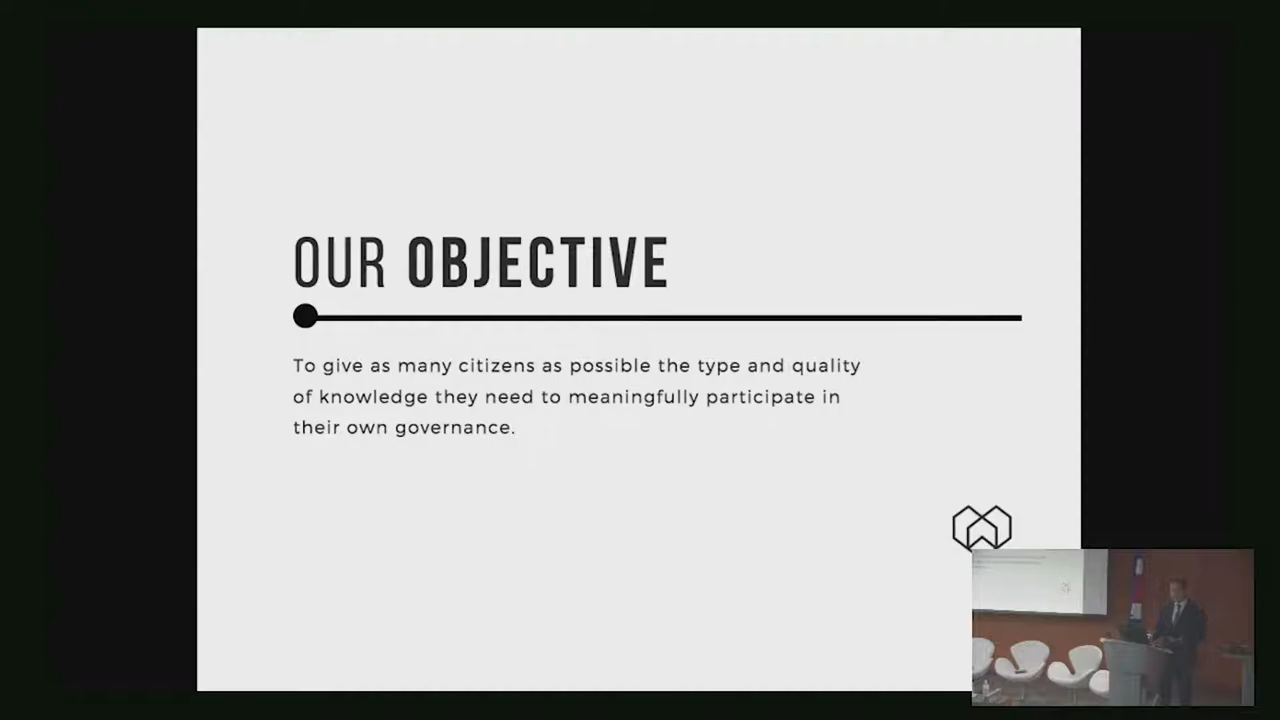 OUR OBJECTIVE
To give as many citizens as possible the type and quality
of knowledge they need to meaningfully participate in
their own governance.